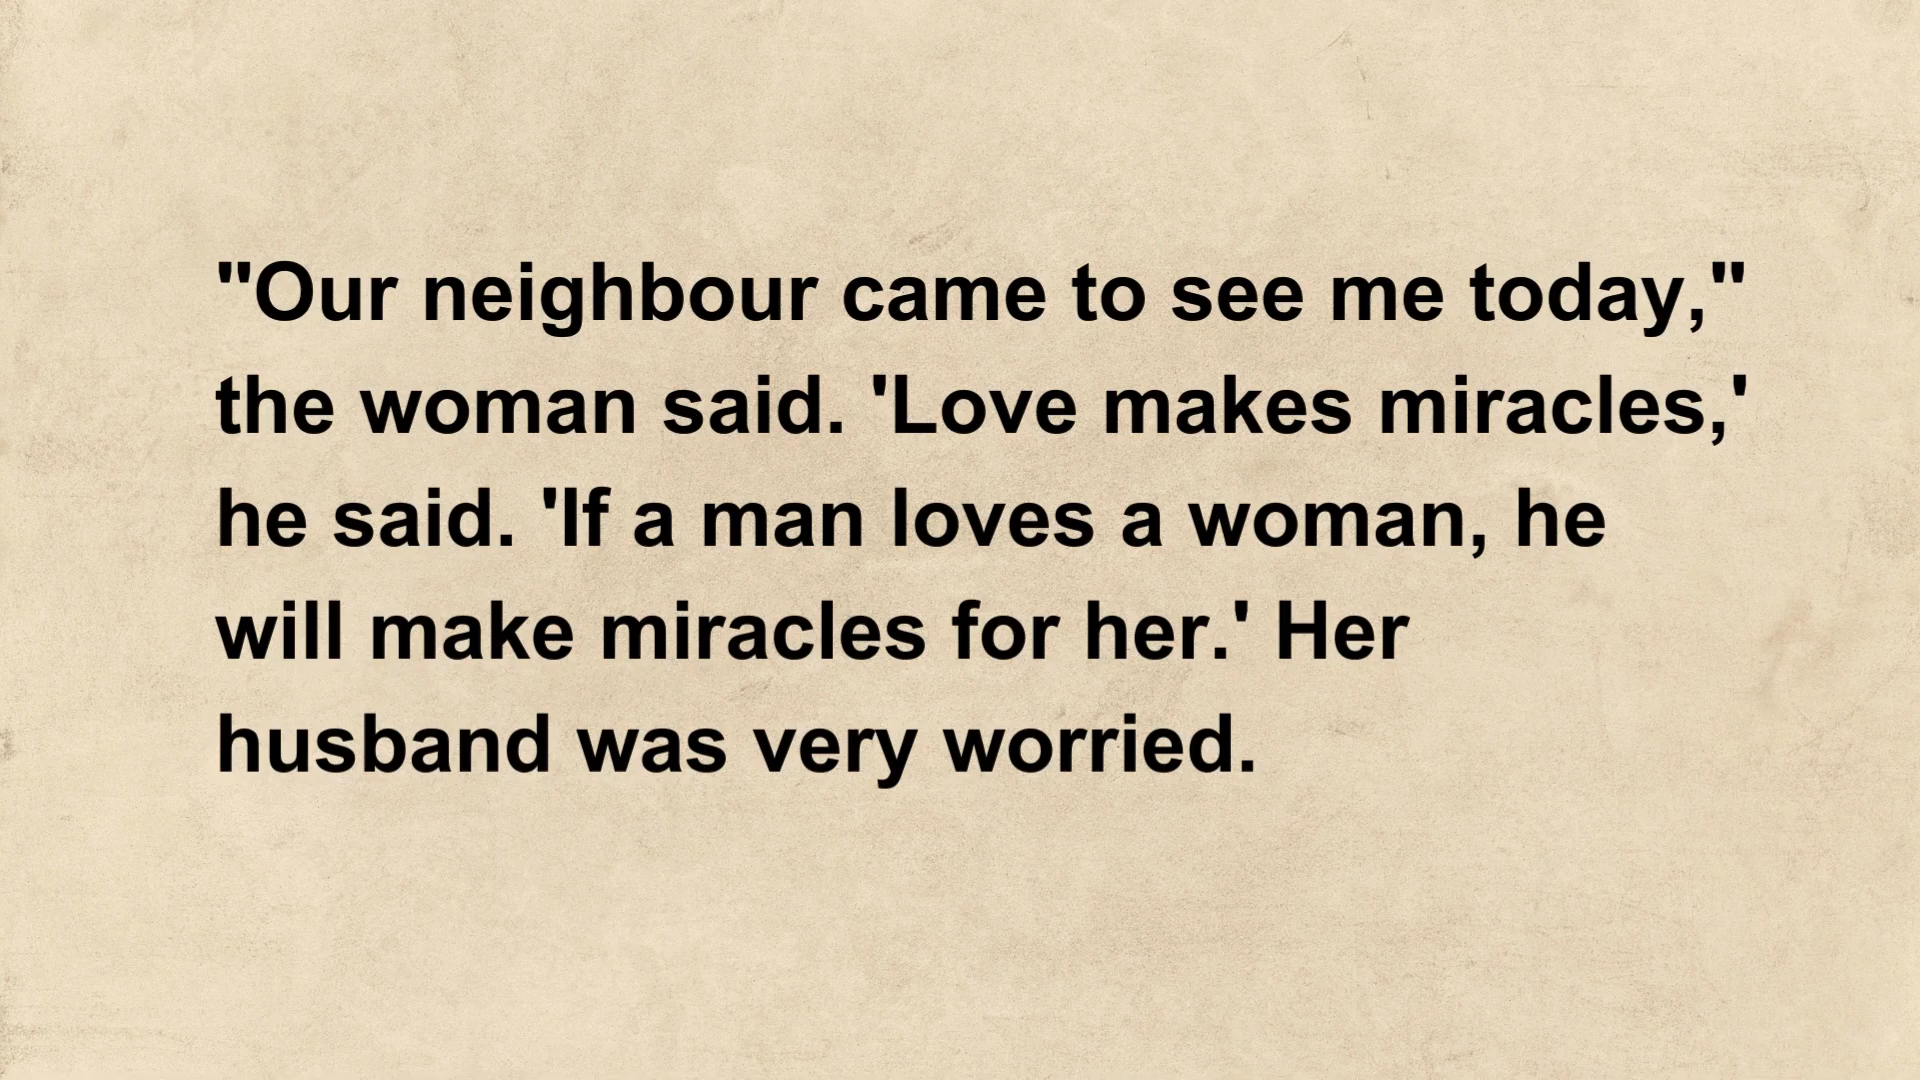 "Our neighbour came to see me today,"
the woman said. 'Love makes miracles,'
he said. 'If a man loves a woman, he
will make miracles for her.' Her
husband was very worried.